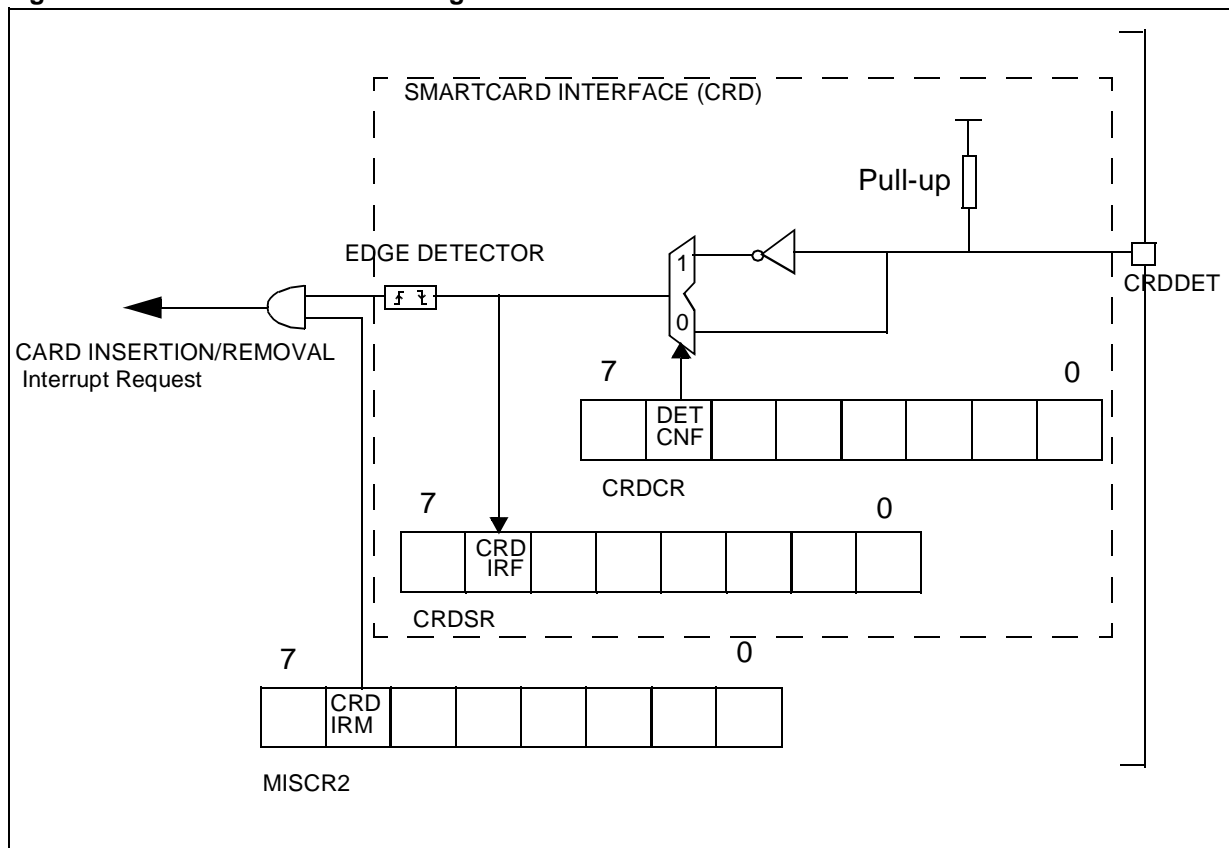 SMARTCARD INTERFACE (CRD)
Pull-up
EDGE DETECTOR
1
CRDDET
0
CARD INSERTION/REMOVAL
Interrupt Request
7
0
DET
CNF
CRDCR
7
0
CRD
IRF
CRDSR
7
0
CRD
IRM
MISCR2